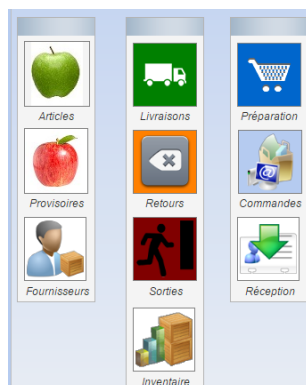 Articles
Provisoires
Fournisseurs
Livraisons
Retours
Sorties
Inventaire
Préparation
Commandes
@
Réception